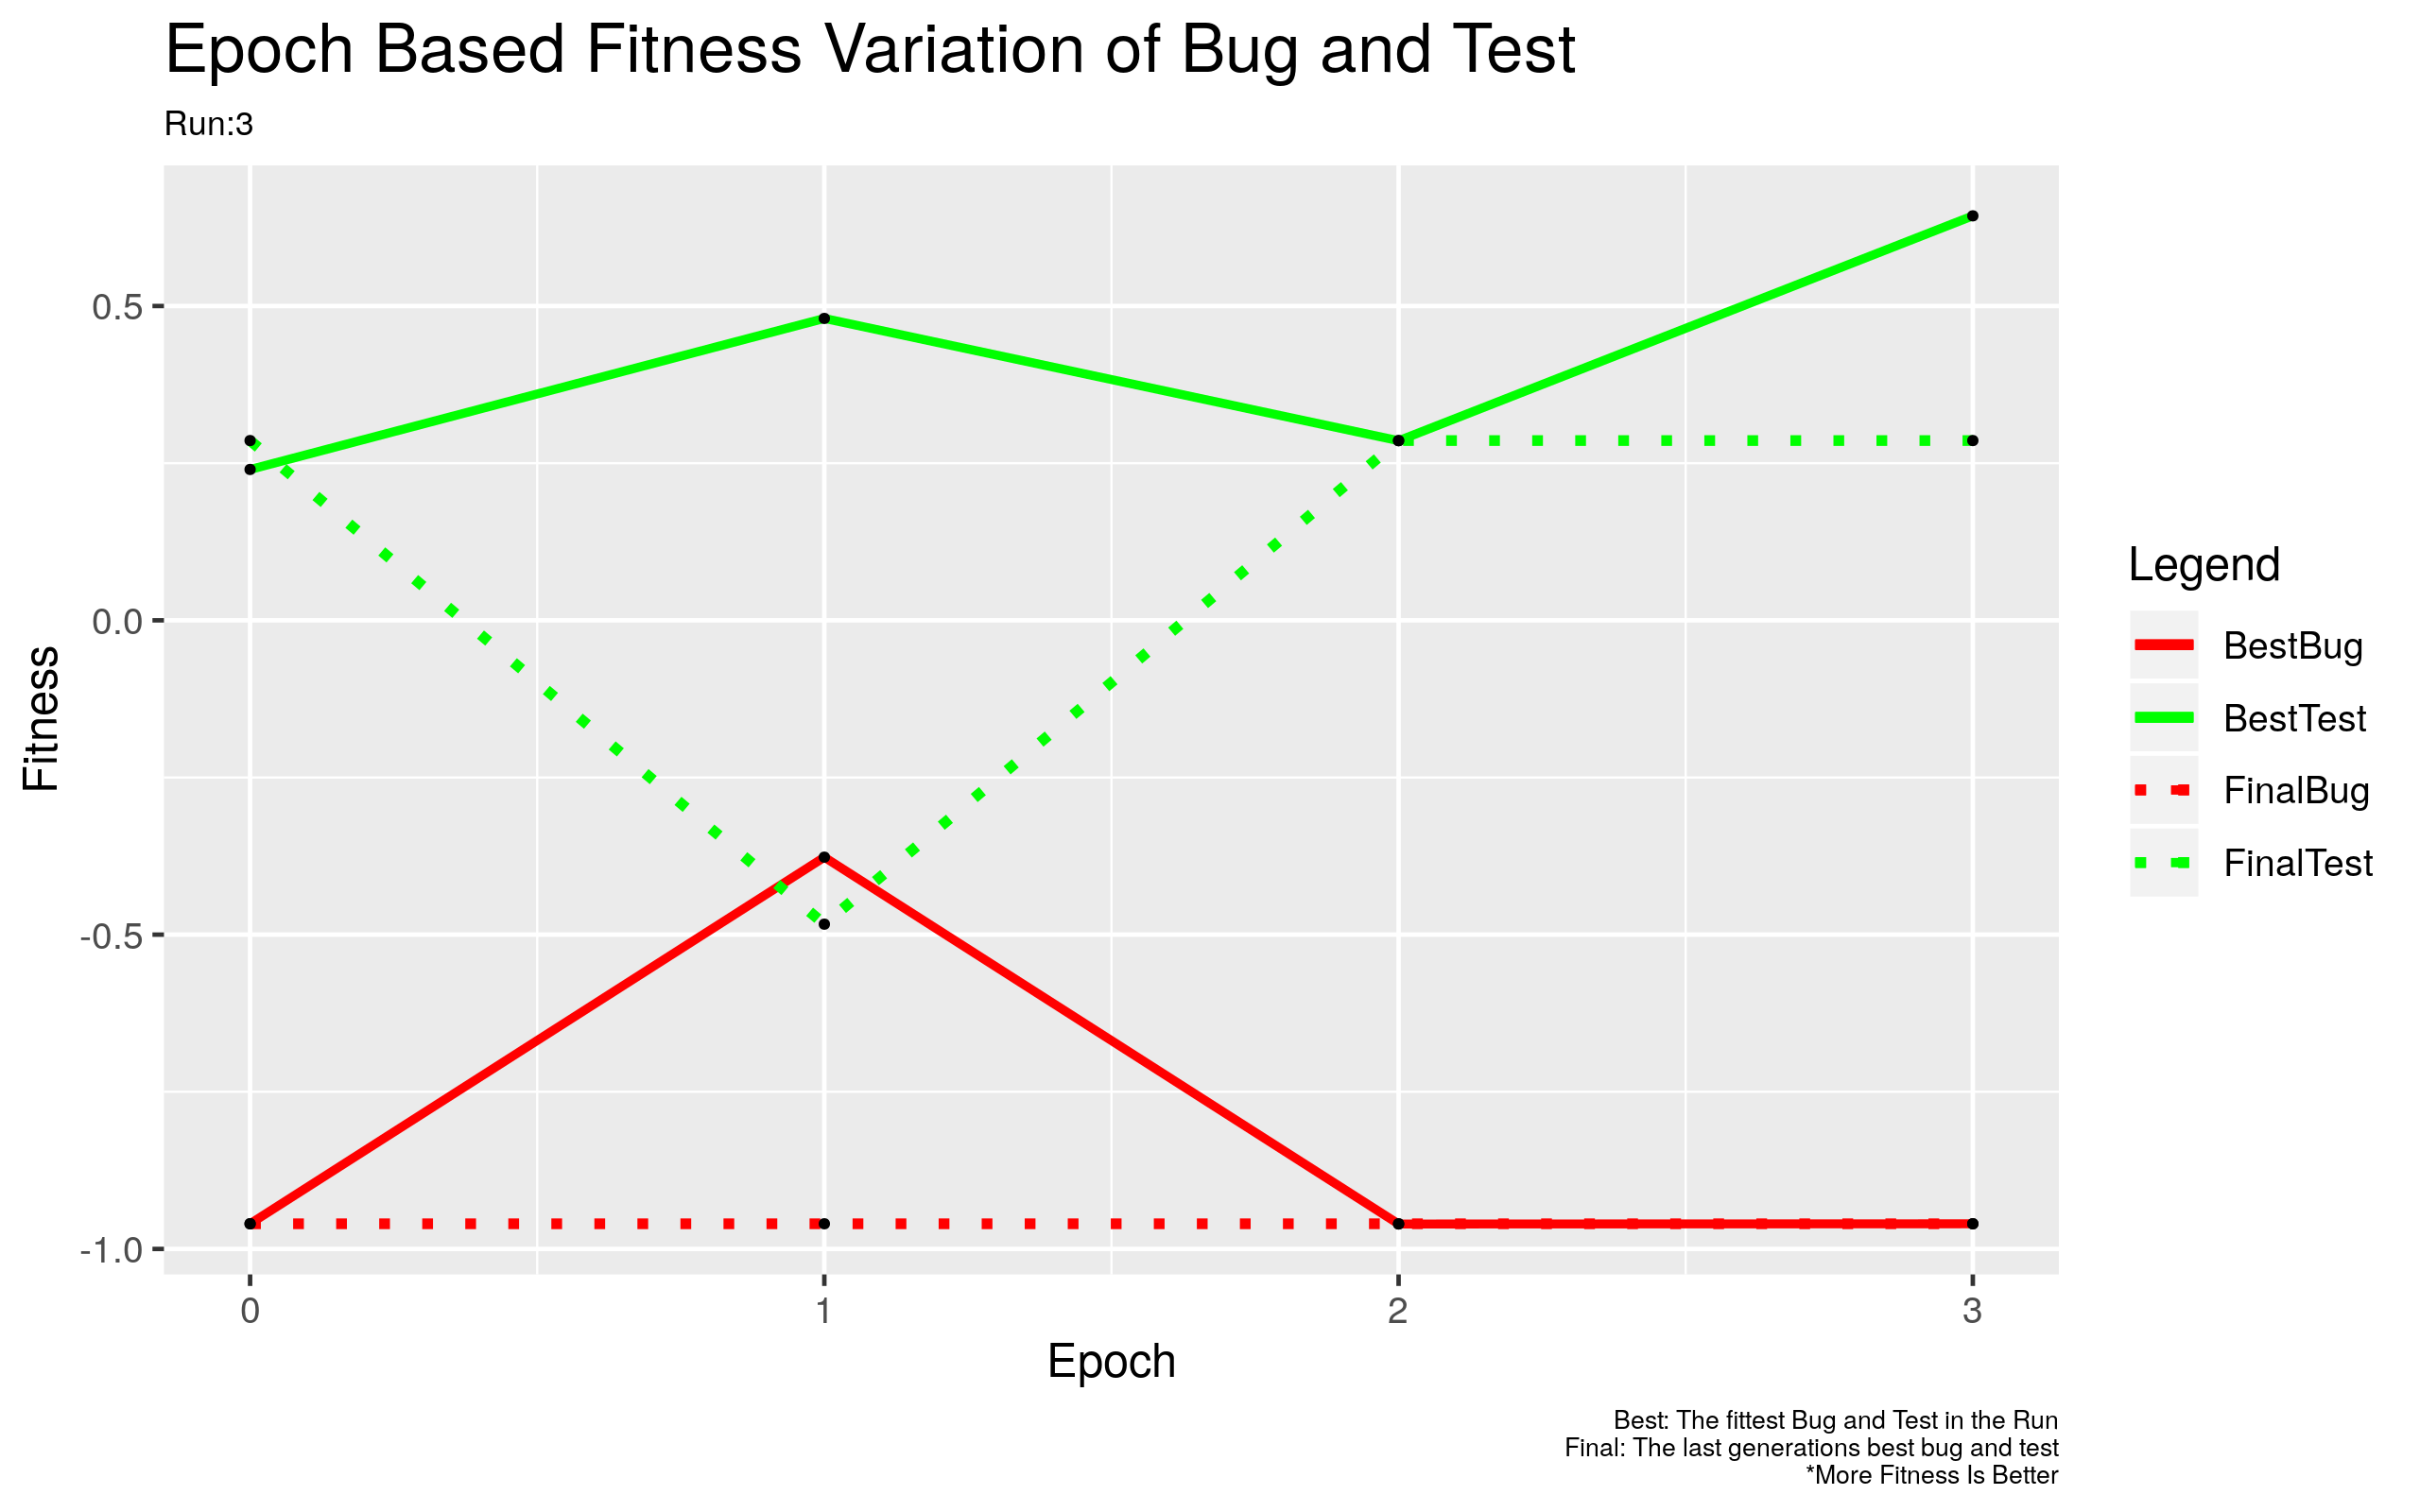 Epoch Based Fitness Variation of Bug and Test
Run:3
Fitness
0.5
0.0
-0.5
-1.0
0
1
2
3
Epoch
Legend
BestBug
BestTest
FinalBug
FinalTest
Best: The fittest Bug and Test in the Run
Final: The last generations best bug and test
*More Fitness Is Better